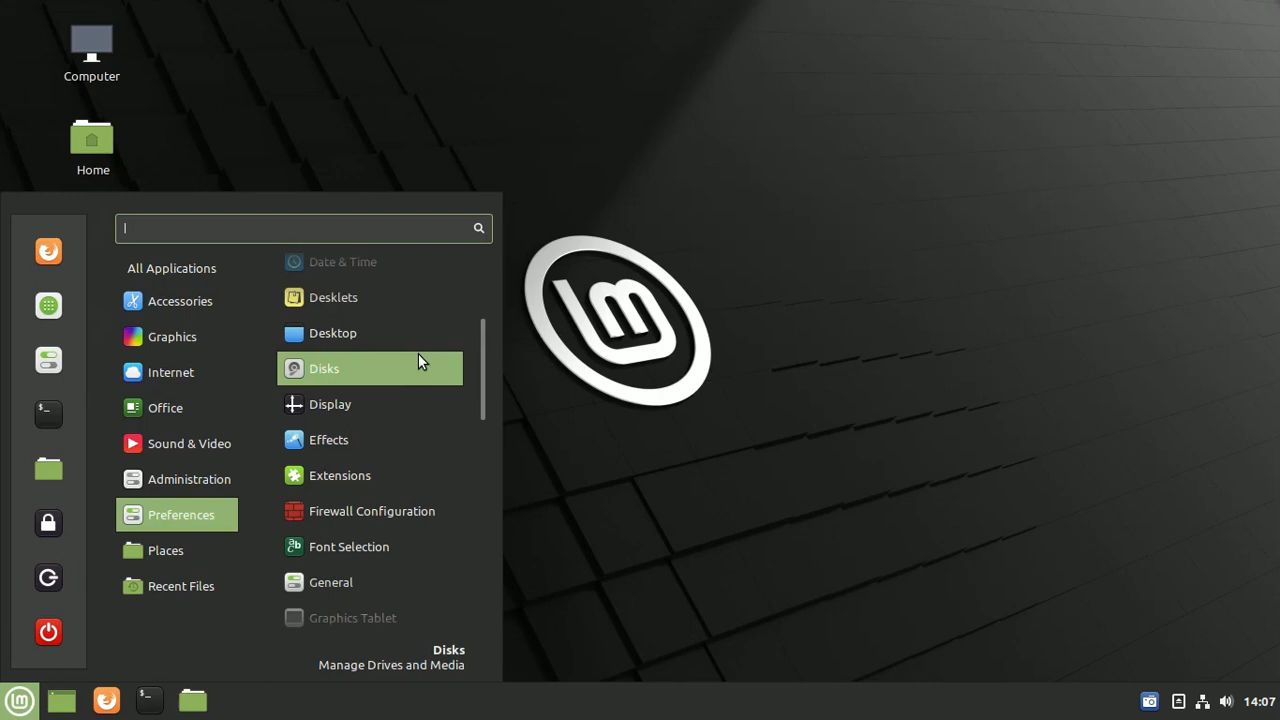 Computer
Home
All Applications
Accessories
Graphics
Internet
Office
Sound & Video
Administration
Preferences
Places
Recent Files
Date & Time
Desklets
Desktop
Disks
Display
Effects
Extensions
Firewall Configuration
Font Selection
General
Graphics Tablet
Disks
Manage Drives and Media
14:07